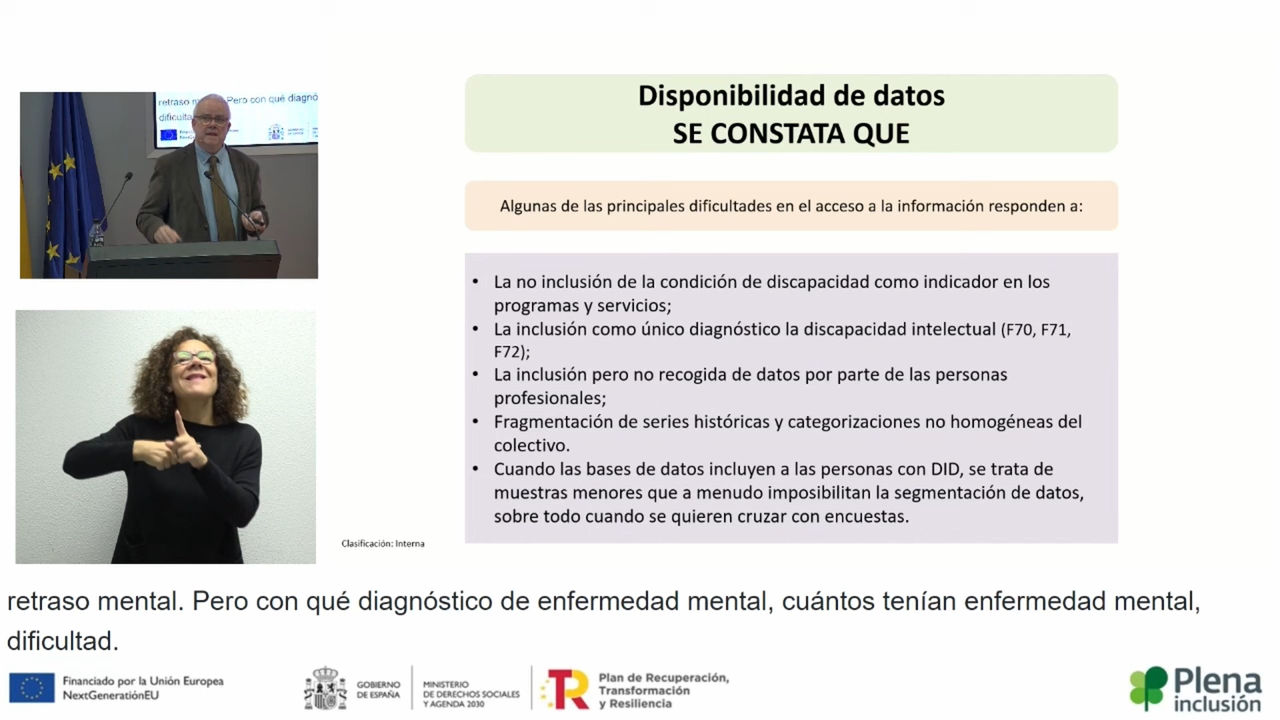 retraso Pero con qué diagnó
Disponibilidad de datos
SE CONSTATA QUE
Algunas de las principales dificultades en el acceso a la información responden a:
• La no inclusión de la condición de discapacidad como indicador en los
programas y servicios;
• La inclusión como único diagnóstico la discapacidad intelectual (F70, F71,
F72);
• La inclusión pero no recogida de datos por parte de las personas
profesionales;
• Fragmentación de series históricas y categorizaciones no homogéneas del
colectivo.
• Cuando las bases de datos incluyen a las personas con DID, se trata de
muestras menores que a menudo imposibilitan la segmentación de datos,
sobre todo cuando se quieren cruzar con encuestas.
Clasificación: Interna
retraso mental. Pero con qué diagnóstico de enfermedad mental, cuántos tenían enfermedad mental,
dificultad.
Financiado por la Unión Europea
NextGenerationEU
GOBIERNO
DE ESPAÑA
MINISTERIO
DE DERECHOS SOCIALES
Y AGENDA 2030
TR
Plan de Recuperación,
Transformación
y Resiliencia
Plena
inclusión